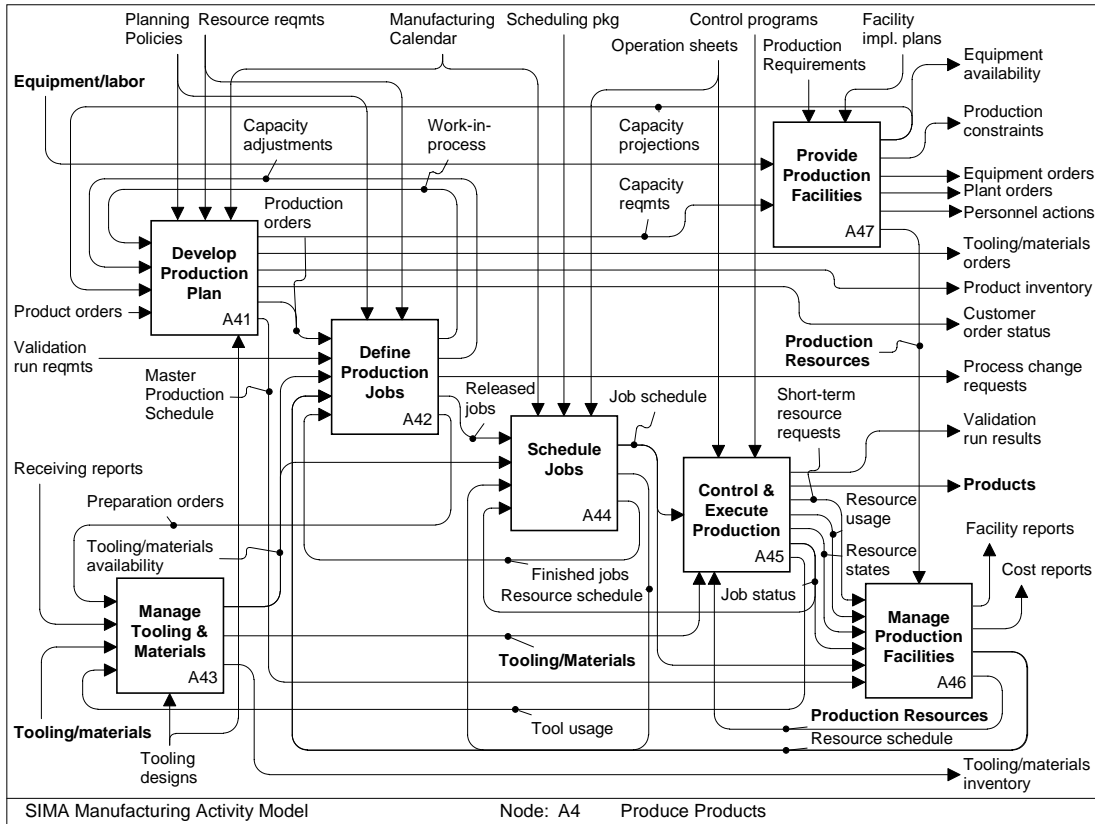 Planning
Policies
Resource reqmts
Manufacturing
Calendar
Scheduling pkg
Control programs
Operation sheets
Production
Requirements
Facility
impl. plans
Equipment
availability
Equipment/labor
Capacity
adjustments
Work-in-
process
Capacity
projections
Production
constraints
Provide
Production
Facilities
A47
Equipment orders
Plant orders
Personnel actions
Production
orders
Capacity
reqmts
Develop
Production
Plan
A41
Tooling/materials
orders
Product inventory
Customer
order status
Product orders
Validation
run reqmts
Define
Production
Jobs
A42
Production
Resources
Process change
requests
Master
Production
Schedule
Released
jobs
Job schedule
Short-term
resource
requests
Validation
run results
Schedule
Jobs
A44
Receiving reports
Preparation orders
Control &
Execute
Production
A45
Products
Resource
usage
Tooling/materials
availability
Finished jobs
Resource schedule
Job status
Resource
states
Facility reports
Cost reports
Manage
Tooling &
Materials
A43
Manage
Production
Facilities
A46
Tooling/Materials
Tooling/materials
Tool usage
Production Resources
Resource schedule
Tooling
designs
Tooling/materials
inventory
SIMA Manufacturing Activity Model
Node: A4
Produce Products